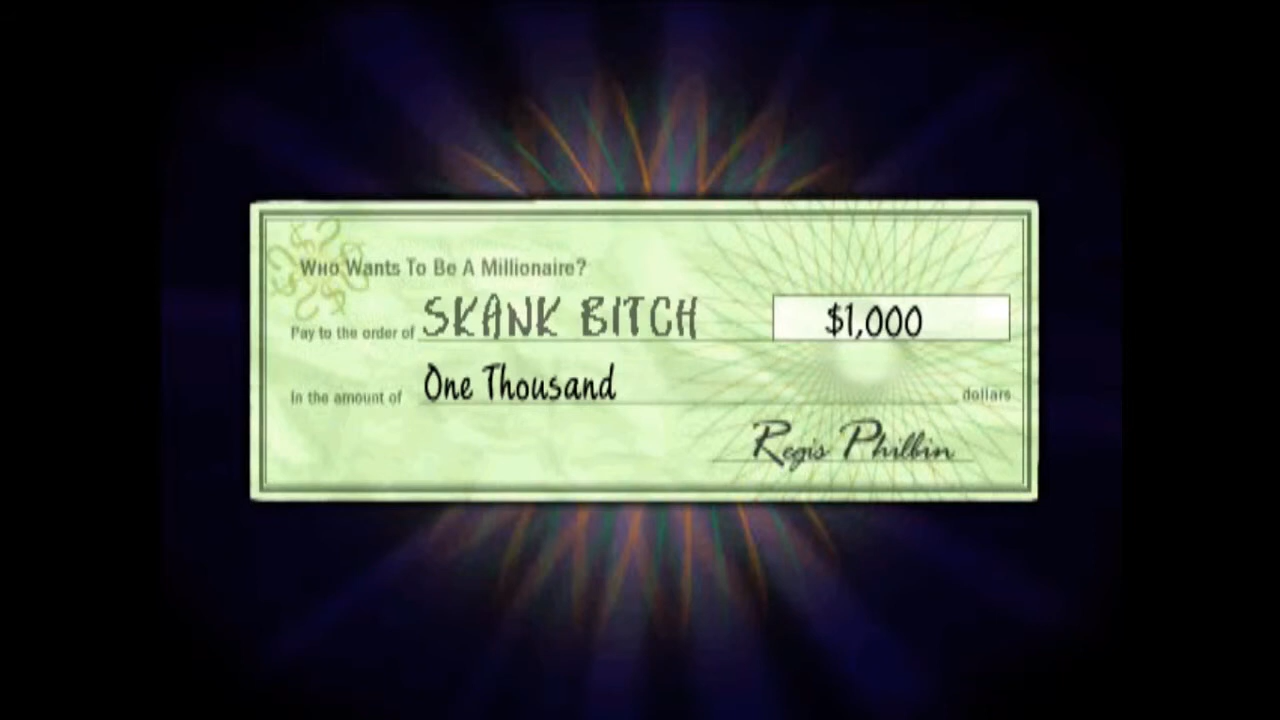 Who Wants To Be A Millionaire?
Pay to the order of SKANK BITCH $1,000
In the amount of One Thousand dollars
Regis Philbin